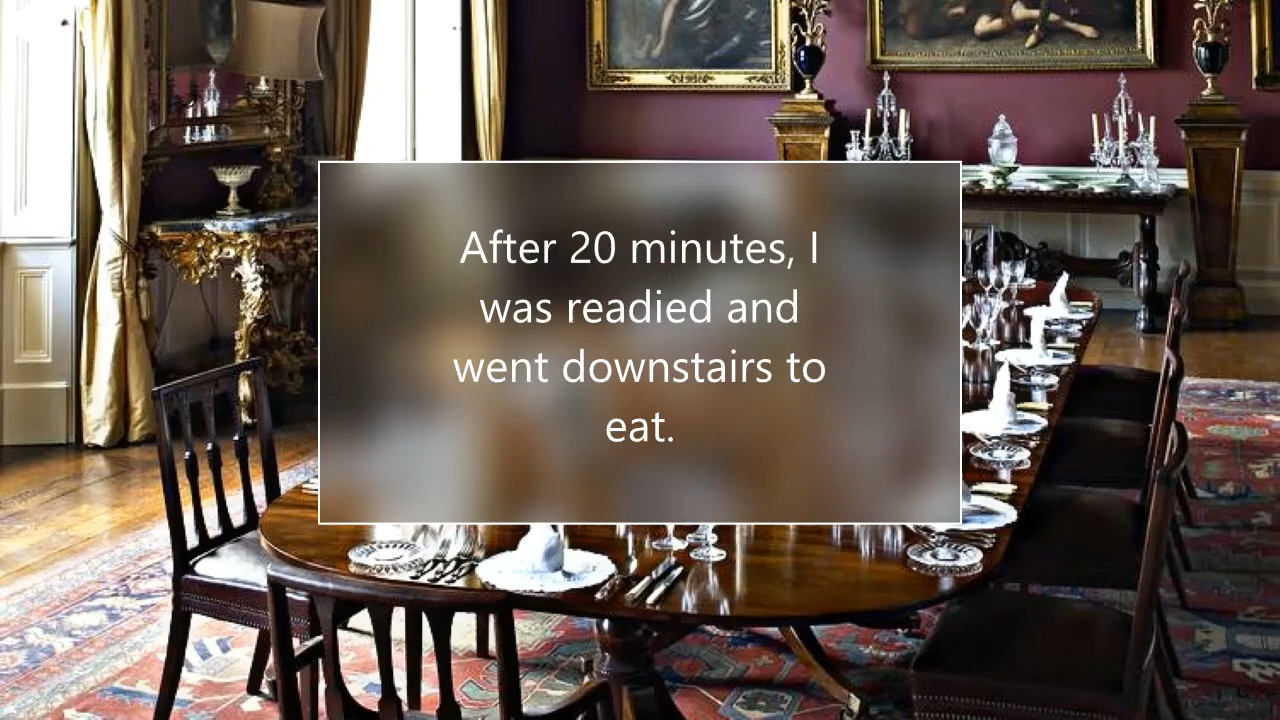 After 20 minutes, I
was readied and
went downstairs to
eat.